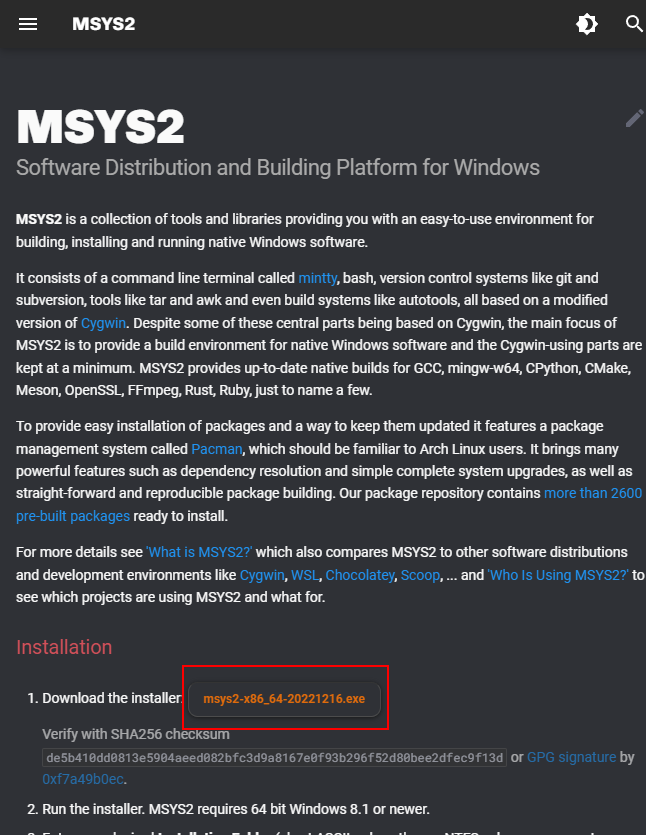 MSYS2
MSYS2
Software Distribution and Building Platform for Windows
MSYS2 is a collection of tools and libraries providing you with an easy-to-use environment for
building, installing and running native Windows software.
It consists of a command line terminal called mintty, bash, version control systems like git and
subversion, tools like tar and awk and even build systems like autotools, all based on a modified
version of Cygwin. Despite some of these central parts being based on Cygwin, the main focus of
MSYS2 is to provide a build environment for native Windows software and the Cygwin-using parts are
kept at a minimum. MSYS2 provides up-to-date native builds for GCC, mingw-w64, CPython, CMake,
Meson, OpenSSL, FFmpeg, Rust, Ruby, just to name a few.
To provide easy installation of packages and a way to keep them updated it features a package
management system called Pacman, which should be familiar to Arch Linux users. It brings many
powerful features such as dependency resolution and simple complete system upgrades, as well as
straight-forward and reproducible package building. Our package repository contains more than 2600
pre-built packages ready to install.
For more details see 'What is MSYS2?' which also compares MSYS2 to other software distributions
and development environments like Cygwin, WSL, Chocolatey, Scoop, ... and 'Who Is Using MSYS2?' to
see which projects are using MSYS2 and what for.
Installation
1. Download the installer: msys2-x86_64-20221216.exe
Verify with SHA256 checksum
de5b410dd0813e5904aeed082bfc3d9a8167e0f93b296f52d80bee2dfec9f13d or GPG signature by
0xf7a49b0ec.
2. Run the installer. MSYS2 requires 64 bit Windows 8.1 or newer.